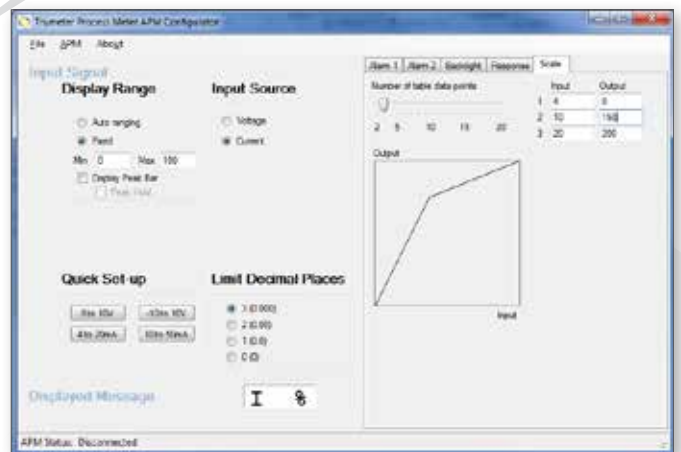 Trumeter Process Meter APM Configurator
File APM About
Input Signal
Display Range
Auto ranging
Fixed
Min 0 Max 100
Display Peak Bar
Peak Hold
Input Source
Voltage
Current
Quick Set-up
0 to 10V -10 to 10V
4 to 20mA
Limit Decimal Places
3 (0.000)
2 (0.00)
1 (0.0)
0 (0)
Displayed Message
I %
Alarm 1 Alarm 2 Backlight Response Scale
Number of table data points
2 5 10 15 20
Input Output
1 4 0
2 10 150
3 20 200
Output
Input
APM Status: Disconnected